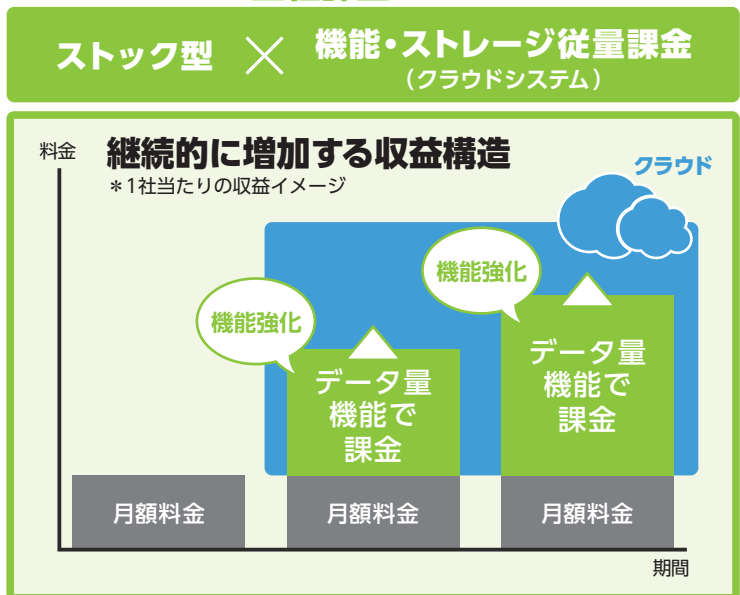 ストック型 × 機能・ストレージ従量課金
（クラウドシステム）
料金
継続的に増加する収益構造
＊1社当たりの収益イメージ
クラウド
機能強化
機能強化
データ量
機能で
課金
データ量
機能で
課金
月額料金
月額料金
月額料金
期間